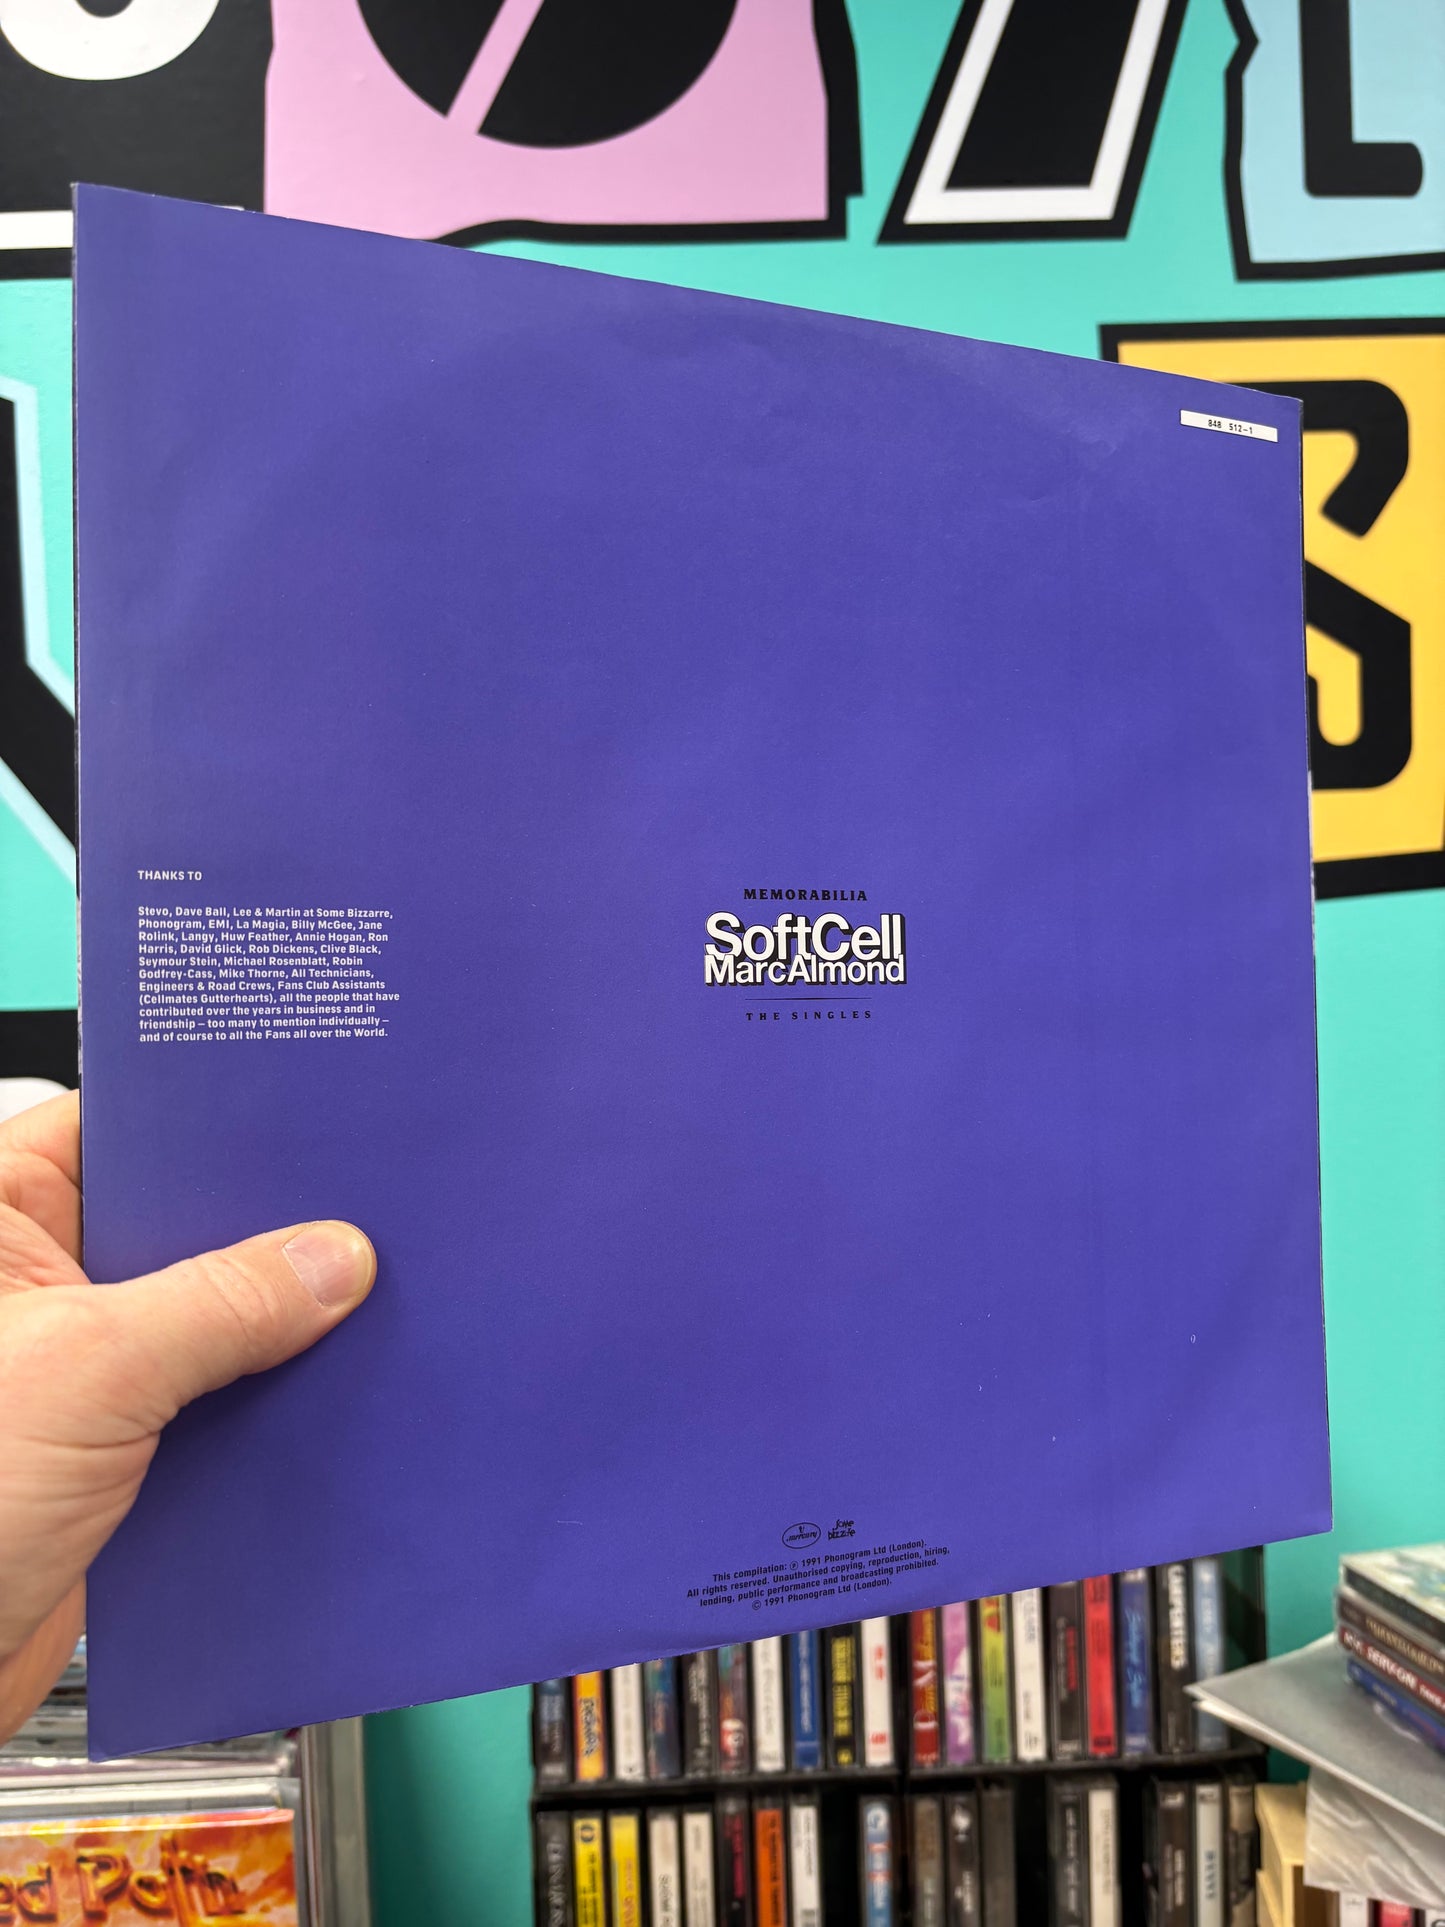 848 512-1
THANKS TO
Stevo, Dave Ball, Lee & Martin at Some Bizzarre,
Phonogram, EMI, La Magia, Billy McGee, Jane
Rolink, Langy, Huw Feather, Annie Hogan, Ron
Harris, David Glick, Rob Dickens, Clive Black,
Seymour Stein, Michael Rosenblatt, Robin
Godfrey-Cass, Mike Thorne, All Technicians,
Engineers & Road Crews, Fans Club Assistants
(Cellmates Gutterhearts), all the people that have
contributed over the years in business and in
friendship – too many to mention individually –
and of course to all the Fans all over the World.
MEMORABILIA
SoftCell
MarcAlmond
THE SINGLES
mercury
This compilation: ℗ 1991 Phonogram Ltd (London).
All rights reserved. Unauthorised copying, reproduction, hiring,
lending, public performance and broadcasting prohibited.
© 1991 Phonogram Ltd (London).